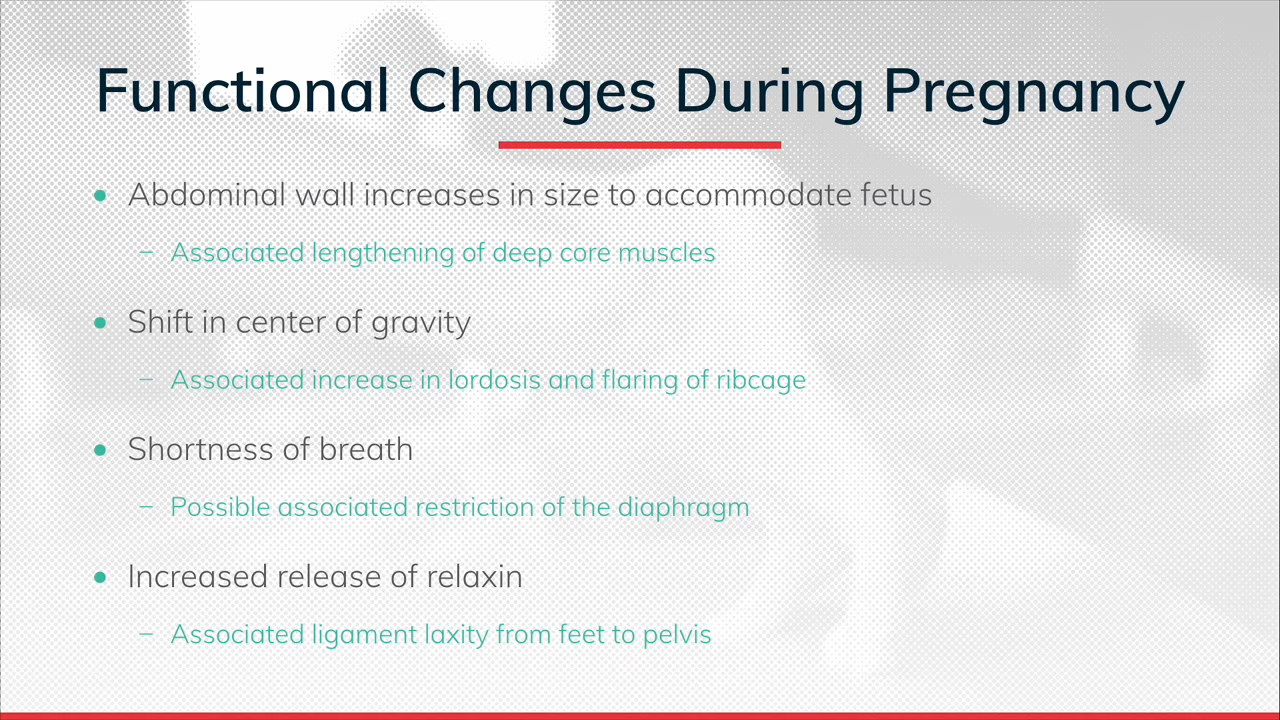 Functional Changes During Pregnancy
• Abdominal wall increases in size to accommodate fetus
– Associated lengthening of deep core muscles
• Shift in center of gravity
– Associated increase in lordosis and flaring of ribcage
• Shortness of breath
– Possible associated restriction of the diaphragm
• Increased release of relaxin
– Associated ligament laxity from feet to pelvis